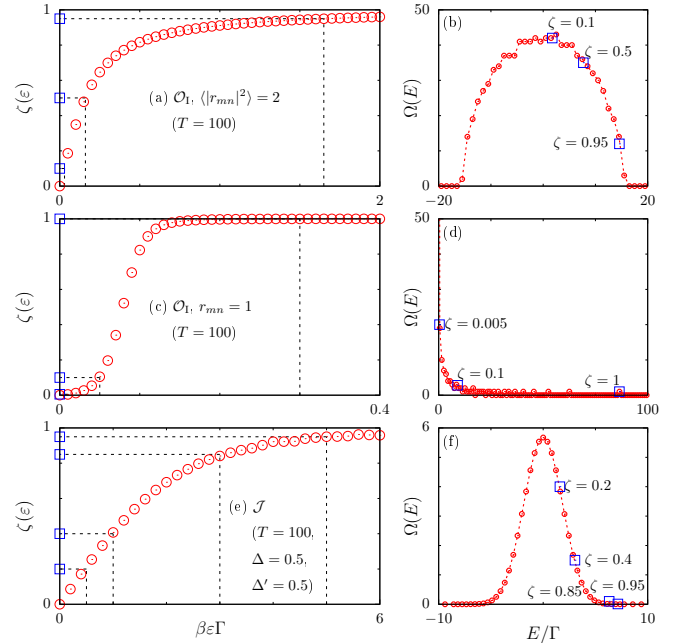 1
ζ(ε)
(a) 𝒪_I, ⟨|r_mn|²⟩ = 2
(T = 100)
0
0
2
(b)
50
Ω(E)
0
−20
20
ζ = 0.1
ζ = 0.5
ζ = 0.95
1
ζ(ε)
(c) 𝒪_I, r_mn = 1
(T = 100)
0
0
0.4
(d)
50
Ω(E)
0
0
100
ζ = 0.005
ζ = 0.1
ζ = 1
1
ζ(ε)
(e) 𝒥
(T = 100,
Δ = 0.5,
Δ′ = 0.5)
0
0
6
βεΓ
(f)
6
Ω(E)
0
−10
0
10
E/Γ
ζ = 0.2
ζ = 0.4
ζ = 0.85
ζ = 0.95